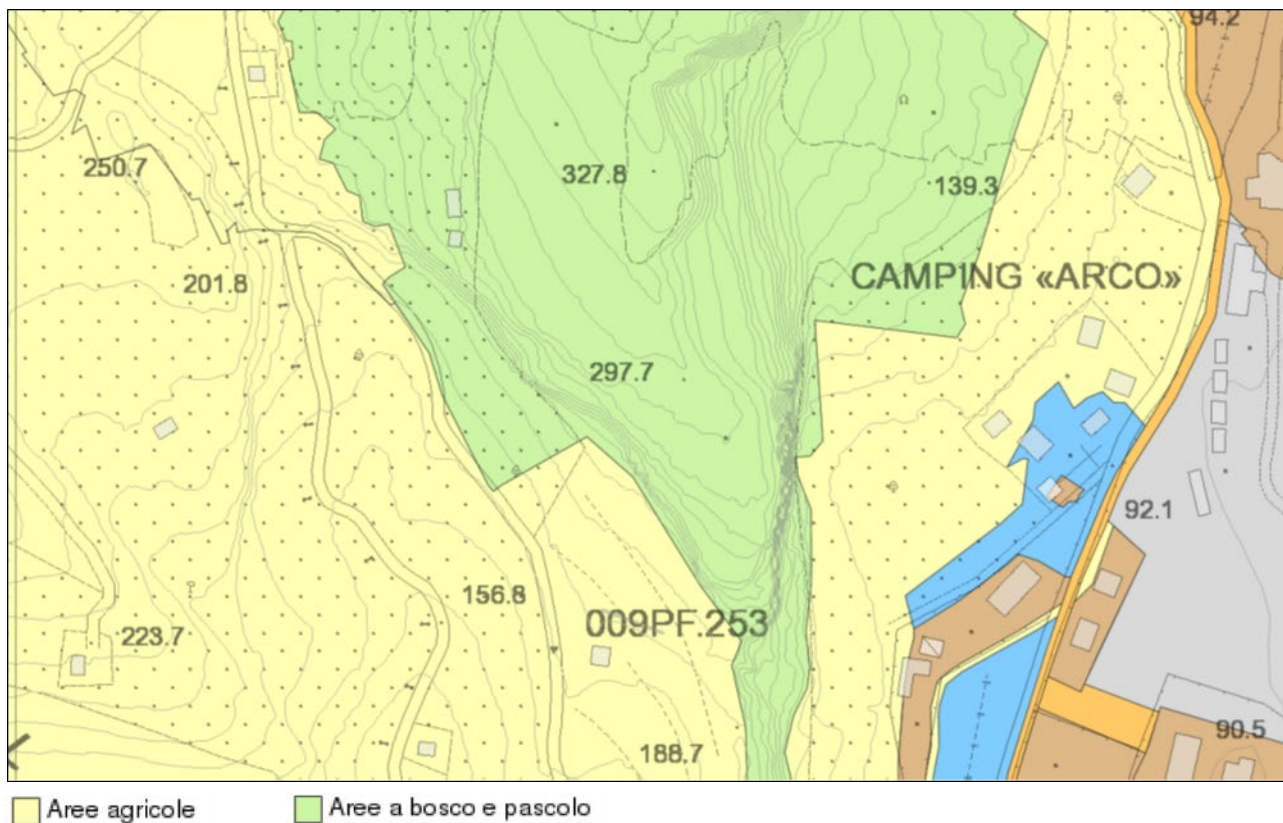 94.2
250.7
327.8
139.3
201.8
CAMPING «ARCO»
297.7
92.1
156.8
009PF.253
223.7
188.7
90.5
Aree agricole
Aree a bosco e pascolo